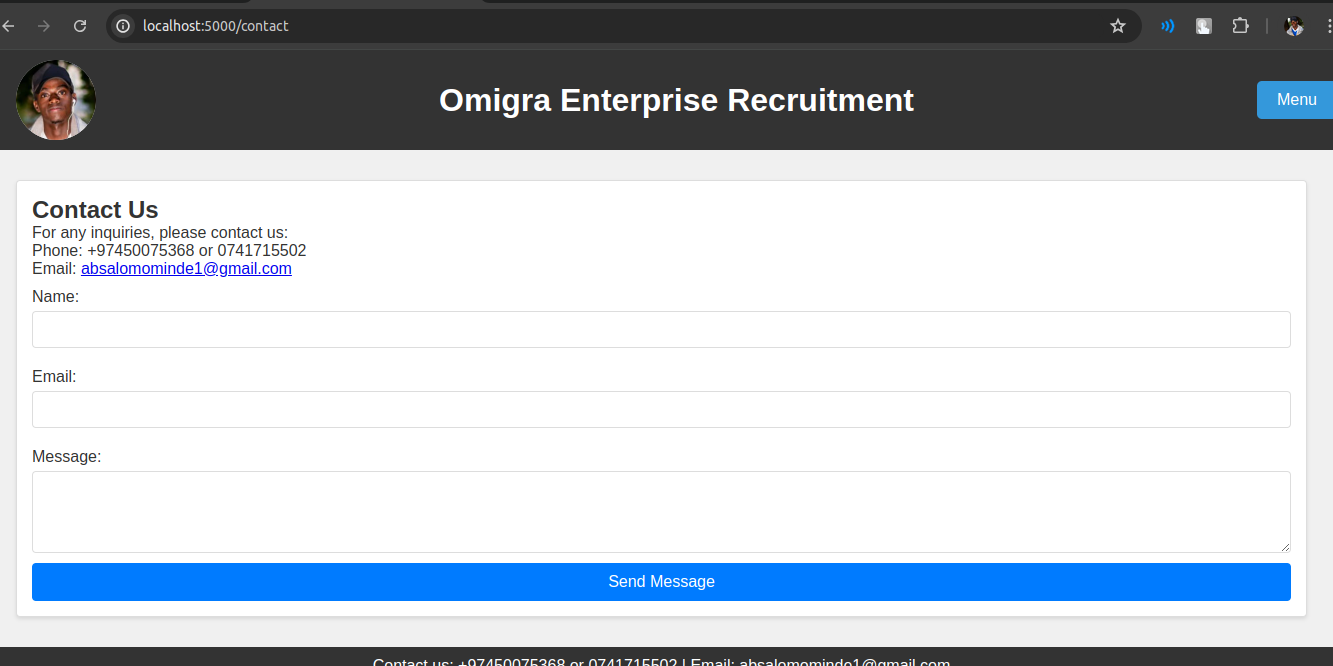 localhost:5000/contact
Omigra Enterprise Recruitment
Menu
Contact Us
For any inquiries, please contact us:
Phone: +97450075368 or 0741715502
Email: absalomominde1@gmail.com
Name:
Email:
Message:
Send Message
Contact us: +97450075368 or 0741715502 | Email: absalomominde1@gmail.com